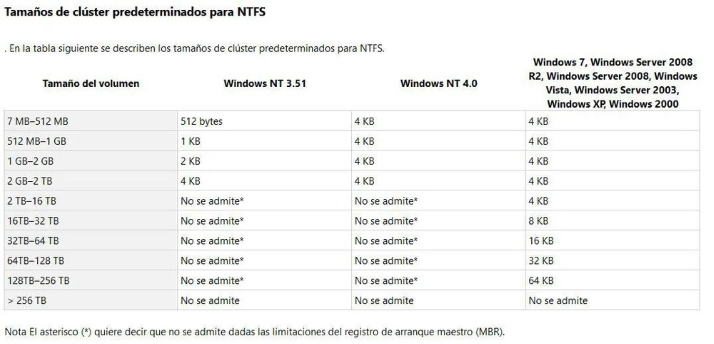 Tamaños de clúster predeterminados para NTFS
. En la tabla siguiente se describen los tamaños de clúster predeterminados para NTFS.
Tamaño del volumen Windows NT 3.51 Windows NT 4.0 Windows 7, Windows Server 2008 R2, Windows Server 2008, Windows Vista, Windows Server 2003, Windows XP, Windows 2000
7 MB–512 MB 512 bytes 4 KB 4 KB
512 MB–1 GB 1 KB 4 KB 4 KB
1 GB–2 GB 2 KB 4 KB 4 KB
2 GB–2 TB 4 KB 4 KB 4 KB
2 TB–16 TB No se admite* No se admite* 4 KB
16TB–32 TB No se admite* No se admite* 8 KB
32TB–64 TB No se admite* No se admite* 16 KB
64TB–128 TB No se admite* No se admite* 32 KB
128TB–256 TB No se admite* No se admite* 64 KB
> 256 TB No se admite No se admite No se admite
Nota El asterisco (*) quiere decir que no se admite dadas las limitaciones del registro de arranque maestro (MBR).